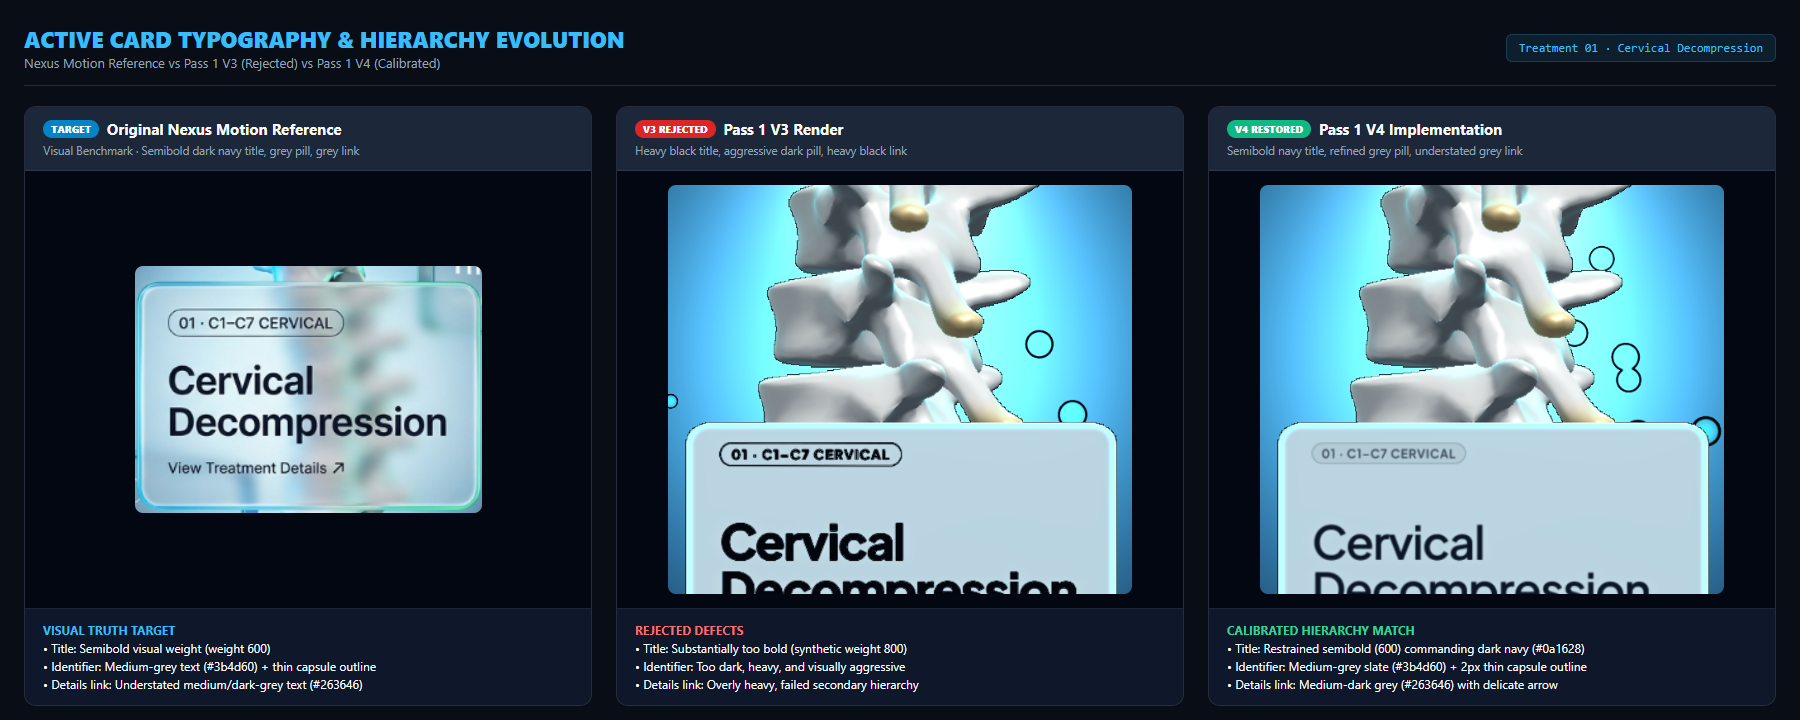 ACTIVE CARD TYPOGRAPHY & HIERARCHY EVOLUTION
Nexus Motion Reference vs Pass 1 V3 (Rejected) vs Pass 1 V4 (Calibrated)
Treatment 01 · Cervical Decompression
TARGET Original Nexus Motion Reference
Visual Benchmark · Semibold dark navy title, grey pill, grey link
01 · C1–C7 CERVICAL
Cervical
Decompression
View Treatment Details ↗
VISUAL TRUTH TARGET
• Title: Semibold visual weight (weight 600)
• Identifier: Medium-grey text (#3b4d60) + thin capsule outline
• Details link: Understated medium/dark-grey text (#263646)
V3 REJECTED Pass 1 V3 Render
Heavy black title, aggressive dark pill, heavy black link
01 · C1–C7 CERVICAL
Cervical
Decompression
REJECTED DEFECTS
• Title: Substantially too bold (synthetic weight 800)
• Identifier: Too dark, heavy, and visually aggressive
• Details link: Overly heavy, failed secondary hierarchy
V4 RESTORED Pass 1 V4 Implementation
Semibold navy title, refined grey pill, understated grey link
01 · C1–C7 CERVICAL
Cervical
Decompression
CALIBRATED HIERARCHY MATCH
• Title: Restrained semibold (600) commanding dark navy (#0a1628)
• Identifier: Medium-grey slate (#3b4d60) + 2px thin capsule outline
• Details link: Medium-dark grey (#263646) with delicate arrow